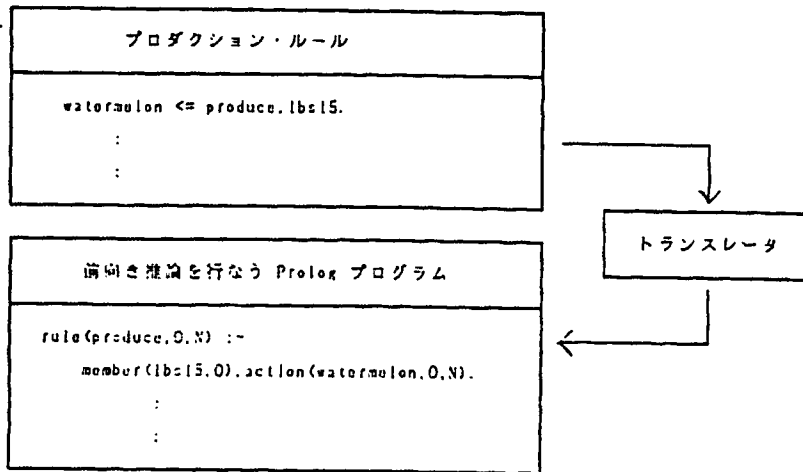 プロダクション・ルール
watermelon <= produce,lbs15.
:
:
トランスレータ
前向き推論を行なう Prolog プログラム
rule(produce,O,N) :-
member(lbs15,O),action(watermelon,O,N).
:
: